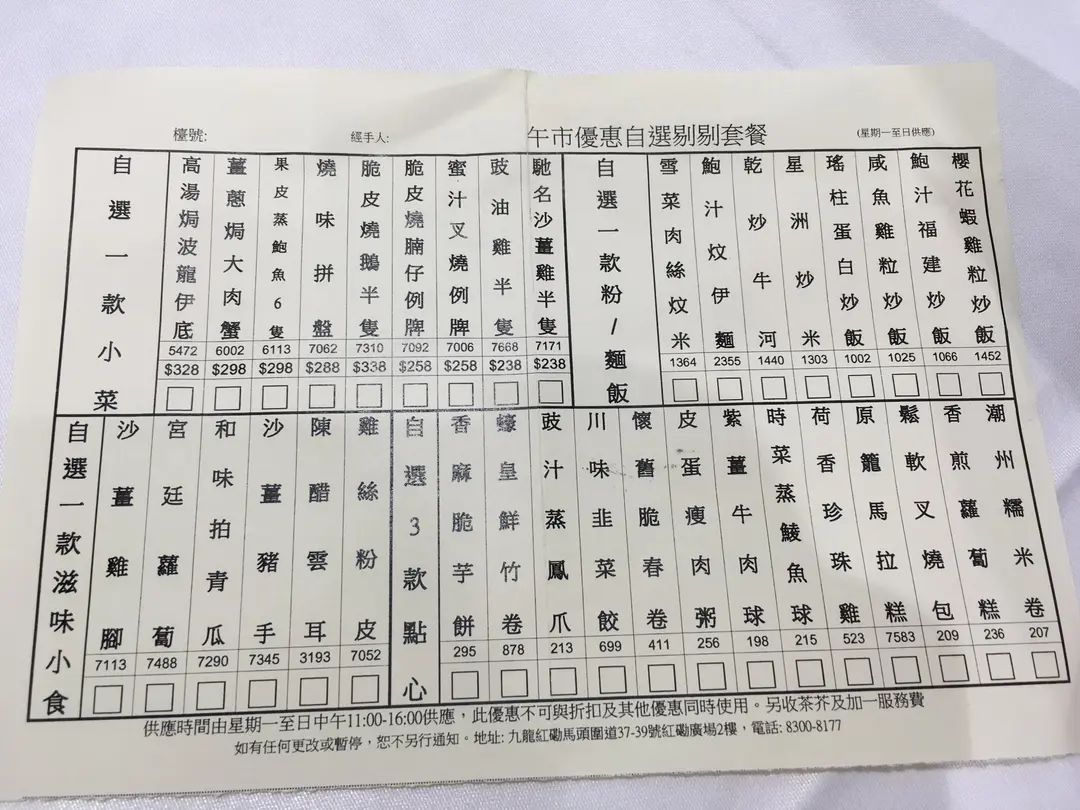 檯號:
經手人:
午市優惠自選剔剔套餐
(星期一至日供應)
自選一款小菜
高湯焗波龍伊底
5472
$328
薑蔥焗大肉蟹
6002
$298
果皮蒸鮑魚6隻
6113
$298
燒味拼盤
7062
$288
脆皮燒鵝半隻
7310
$338
脆皮燒腩仔例牌
7092
$258
蜜汁叉燒例牌
7006
$258
豉油雞半隻
7668
$238
馳名沙薑雞半隻
7171
$238
自選一款粉/麵飯
雪菜肉絲炆米
1364
鮑汁炆伊麵
2355
乾炒牛河
1440
星洲炒米
1303
瑤柱蛋白炒飯
1002
咸魚雞粒炒飯
1025
鮑汁福建炒飯
1066
櫻花蝦雞粒炒飯
1452
自選一款滋味小食
沙薑雞腳
7113
宮廷蘿蔔
7488
和味拍青瓜
7290
沙薑豬手
7345
陳醋雲耳
3193
雞絲粉皮
7052
自選3款點心
香麻脆芋餅
295
蠔皇鮮竹卷
878
豉汁蒸鳳爪
213
川味韭菜餃
699
懷舊脆春卷
411
皮蛋瘦肉粥
256
紫薑牛肉球
198
時菜蒸鯪魚球
215
荷香珍珠雞
523
原籠馬拉糕
7583
鬆軟叉燒包
209
香煎蘿蔔糕
236
潮州糯米卷
207
供應時間由星期一至日中午11:00-16:00供應，此優惠不可與折扣及其他優惠同時使用。另收茶芥及加一服務費
如有任何更改或暫停，恕不另行通知。地址: 九龍紅磡馬頭圍道37-39號紅磡廣場2樓，電話: 8300-8177